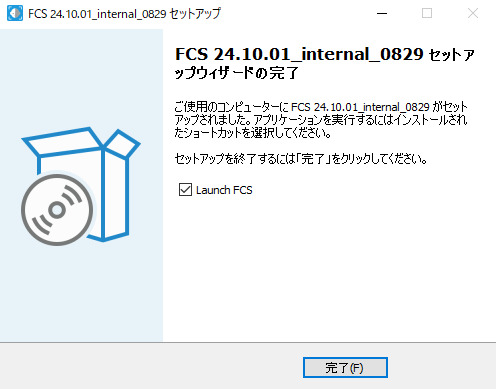 FCS 24.10.01_internal_0829 セットアップ
FCS 24.10.01_internal_0829 セットア
ップウィザードの完了
ご使用のコンピューターに FCS 24.10.01_internal_0829 がセット
アップされました。アプリケーションを実行するにはインストールされ
たショートカットを選択してください。
セットアップを終了するには「完了」をクリックしてください。
Launch FCS
完了(F)